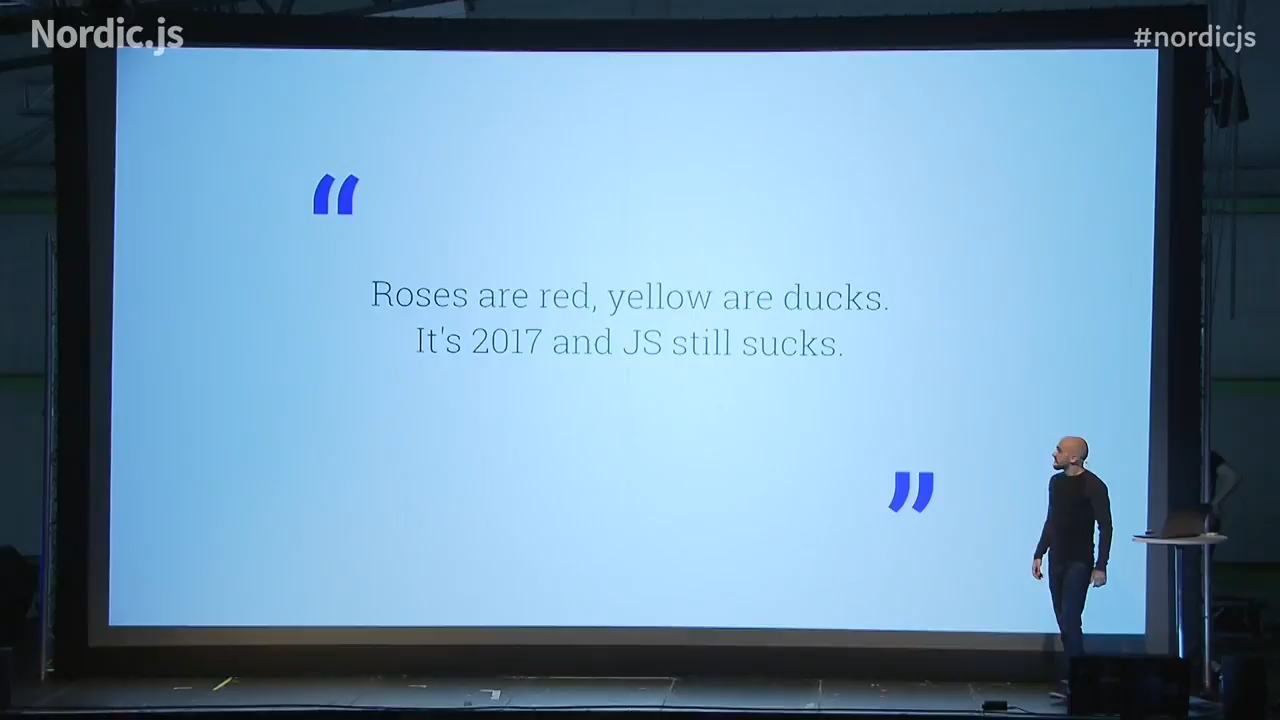 Nordic.js
#nordicjs
“
Roses are red, yellow are ducks.
It's 2017 and JS still sucks.
”